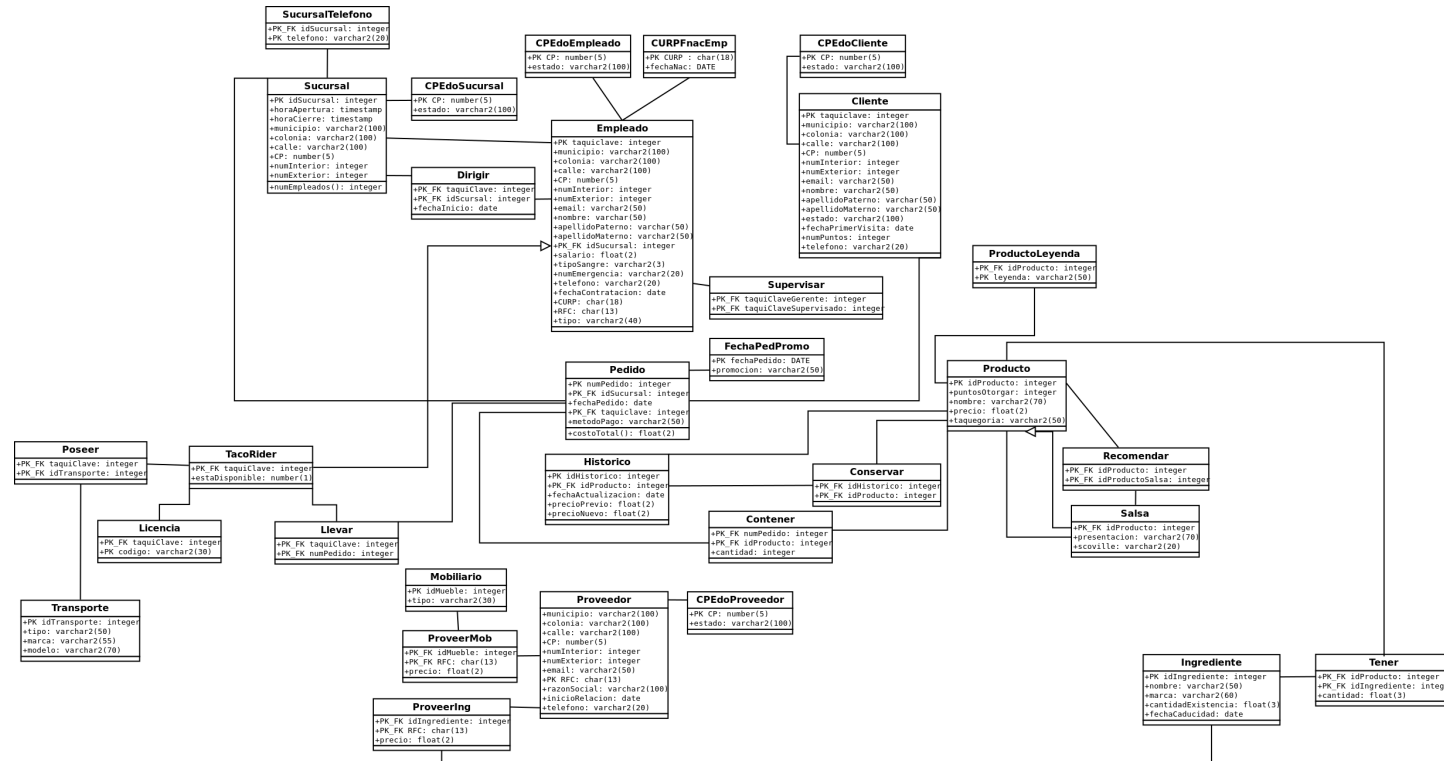 SucursalTelefono
+PK_FK idSucursal: integer
+PK telefono: varchar2(20)
CPEdoEmpleado
+PK CP: number(5)
+estado: varchar2(100)
CURPFnacEmp
+PK CURP : char(18)
+fechaNac: DATE
CPEdoCliente
+PK CP: number(5)
+estado: varchar2(100)
Sucursal
+PK idSucursal: integer
+horaApertura: timestamp
+horaCierre: timestamp
+municipio: varchar2(100)
+colonia: varchar2(100)
+calle: varchar2(100)
+CP: number(5)
+numInterior: integer
+numExterior: integer
+numEmpleados(): integer
CPEdoSucursal
+PK CP: number(5)
+estado: varchar2(100)
Cliente
+PK taquiclave: integer
+municipio: varchar2(100)
+colonia: varchar2(100)
+calle: varchar2(100)
+CP: number(5)
+numInterior: integer
+numExterior: integer
+email: varchar2(50)
+nombre: varchar2(50)
+apellidoPaterno: varchar(50)
+apellidoMaterno: varchar2(50)
+estado: varchar2(100)
+fechaPrimerVisita: date
+numPuntos: integer
+telefono: varchar2(20)
Empleado
+PK taquiclave: integer
+municipio: varchar2(100)
+colonia: varchar2(100)
+calle: varchar2(100)
+CP: number(5)
+numInterior: integer
+numExterior: integer
+email: varchar2(50)
+nombre: varchar(50)
+apellidoPaterno: varchar(50)
+apellidoMaterno: varchar2(50)
+PK_FK idSucursal: integer
+salario: float(2)
+tipoSangre: varchar2(3)
+numEmergencia: varchar2(20)
+telefono: varchar2(20)
+fechaContratacion: date
+CURP: char(18)
+RFC: char(13)
+tipo: varchar2(40)
Dirigir
+PK_FK taquiClave: integer
+PK_FK idScursal: integer
+fechaInicio: date
ProductoLeyenda
+PK_FK idProducto: integer
+PK leyenda: varchar2(50)
Supervisar
+PK_FK taquiClaveGerente: integer
+PK_FK taquiClaveSupervisado: integer
FechaPedPromo
+PK fechaPedido: DATE
+promocion: varchar2(50)
Pedido
+PK numPedido: integer
+PK_FK idSucursal: integer
+fechaPedido: date
+PK_FK taquiclave: integer
+metodoPago: varchar2(50)
+costoTotal(): float(2)
Producto
+PK idProducto: integer
+puntosOtorgar: integer
+nombre: varchar2(70)
+precio: float(2)
+taquegoria: varchar2(50)
Poseer
+PK_FK taquiClave: integer
+PK_FK idTransporte: integer
TacoRider
+PK_FK taquiClave: integer
+estaDisponible: number(1)
Historico
+PK idHistorico: integer
+PK_FK idProducto: integer
+fechaActualizacion: date
+precioPrevio: float(2)
+precioNuevo: float(2)
Conservar
+PK_FK idHistorico: integer
+PK_FK idProducto: integer
Recomendar
+PK_FK idProducto: integer
+PK_FK idProductoSalsa: integer
Licencia
+PK_FK taquiClave: integer
+PK codigo: varchar2(30)
Llevar
+PK_FK taquiClave: integer
+PK_FK numPedido: integer
Contener
+PK_FK numPedido: integer
+PK_FK idProducto: integer
+cantidad: integer
Salsa
+PK_FK idProducto: integer
+presentacion: varchar2(70)
+scoville: varchar2(20)
Mobiliario
+PK idMueble: integer
+tipo: varchar2(30)
Transporte
+PK idTransporte: integer
+tipo: varchar2(50)
+marca: varchar2(55)
+modelo: varchar2(70)
Proveedor
+municipio: varchar2(100)
+colonia: varchar2(100)
+calle: varchar2(100)
+CP: number(5)
+numInterior: integer
+numExterior: integer
+email: varchar2(50)
+PK RFC: char(13)
+razonSocial: varchar2(100)
+inicioRelacion: date
+telefono: varchar2(20)
CPEdoProveedor
+PK CP: number(5)
+estado: varchar2(100)
ProveerMob
+PK_FK idMueble: integer
+PK_FK RFC: char(13)
+precio: float(2)
Ingrediente
+PK idIngrediente: integer
+nombre: varchar2(50)
+marca: varchar2(60)
+cantidadExistencia: float(3)
+fechaCaducidad: date
Tener
+PK_FK idProducto: integer
+PK_FK idIngrediente: integ
+cantidad: float(3)
ProveerIng
+PK_FK idIngrediente: integer
+PK_FK RFC: char(13)
+precio: float(2)